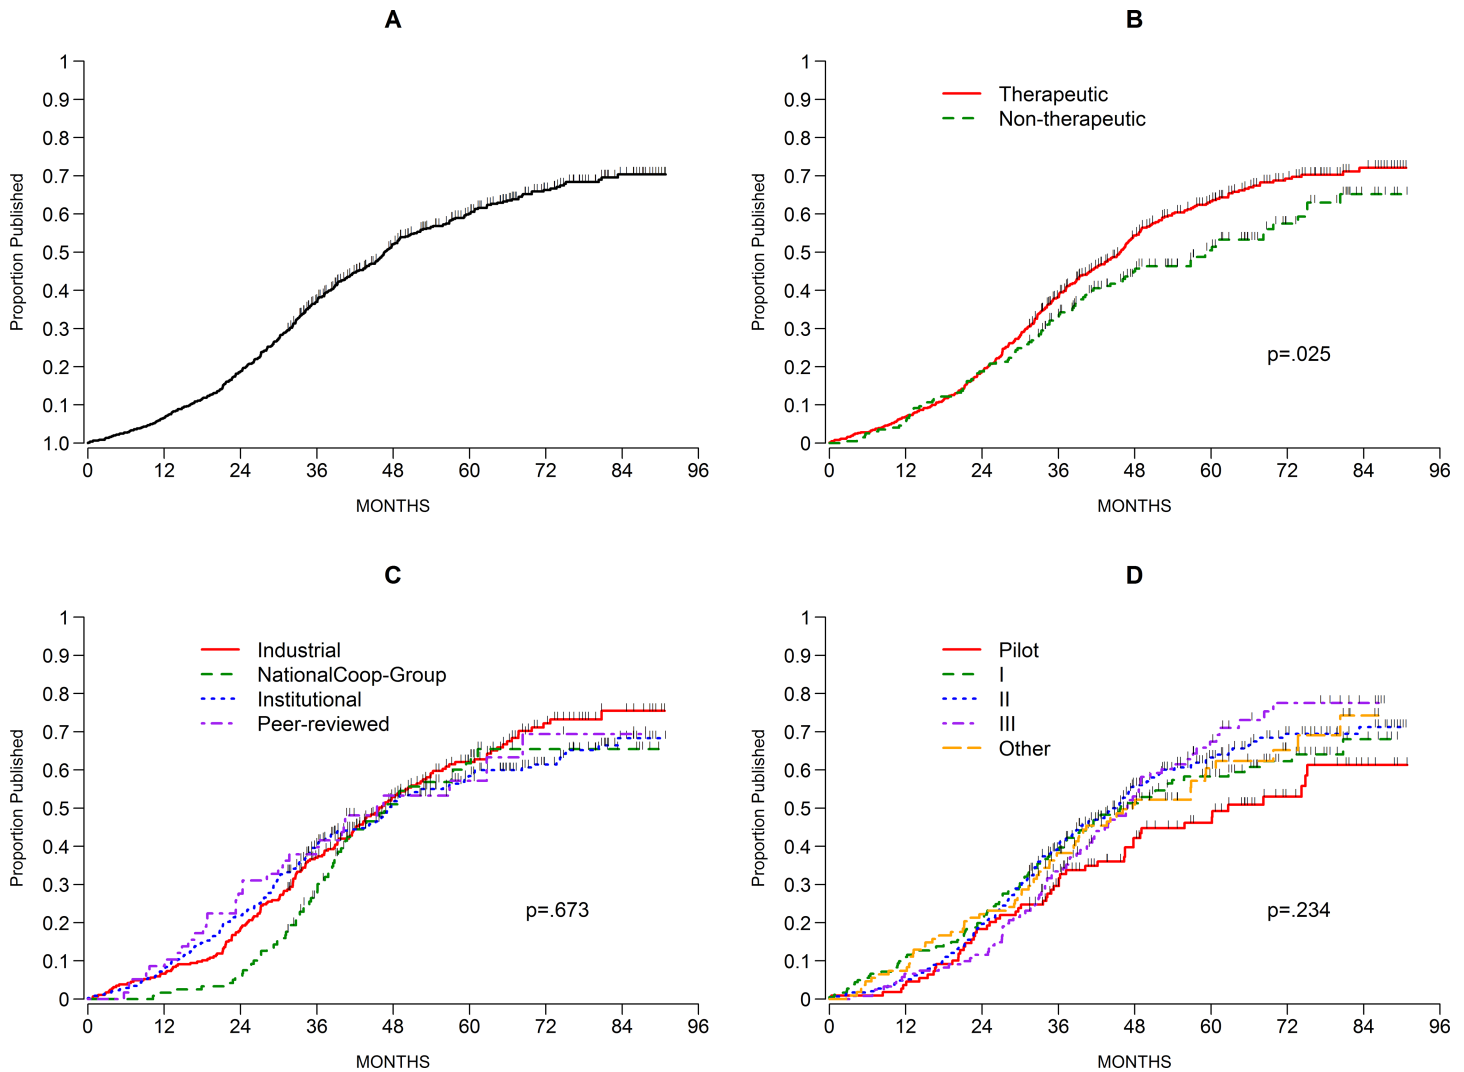 A
1
0.9
0.8
0.7
0.6
0.5
0.4
0.3
0.2
0.1
1.0
Proportion Published
0 12 24 36 48 60 72 84 96
MONTHS
B
1
0.9
0.8
0.7
0.6
0.5
0.4
0.3
0.2
0.1
0
Proportion Published
Therapeutic
Non-therapeutic
p=.025
0 12 24 36 48 60 72 84 96
MONTHS
C
1
0.9
0.8
0.7
0.6
0.5
0.4
0.3
0.2
0.1
0
Proportion Published
Industrial
NationalCoop-Group
Institutional
Peer-reviewed
p=.673
0 12 24 36 48 60 72 84 96
MONTHS
D
1
0.9
0.8
0.7
0.6
0.5
0.4
0.3
0.2
0.1
0
Proportion Published
Pilot
I
II
III
Other
p=.234
0 12 24 36 48 60 72 84 96
MONTHS